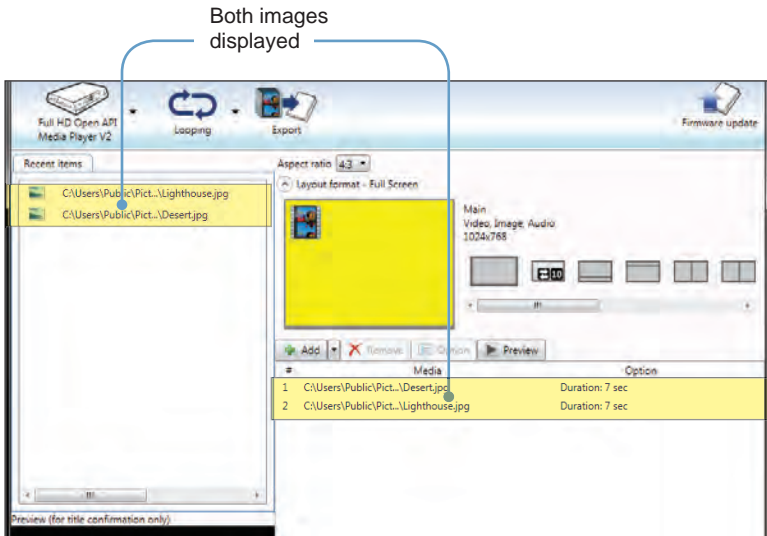 Both images
displayed
Full HD Open API
Media Player V2
Looping
Export
Firmware update
Recent items
C:\Users\Public\Pict...\Lighthouse.jpg
C:\Users\Public\Pict...\Desert.jpg
Aspect ratio 4:3
Layout format - Full Screen
Main
Video, Image, Audio
1024x768
10
Add Remove Option Preview
# Media Option
1 C:\Users\Public\Pict...\Desert.jpg Duration: 7 sec
2 C:\Users\Public\Pict...\Lighthouse.jpg Duration: 7 sec
Preview (for title confirmation only)